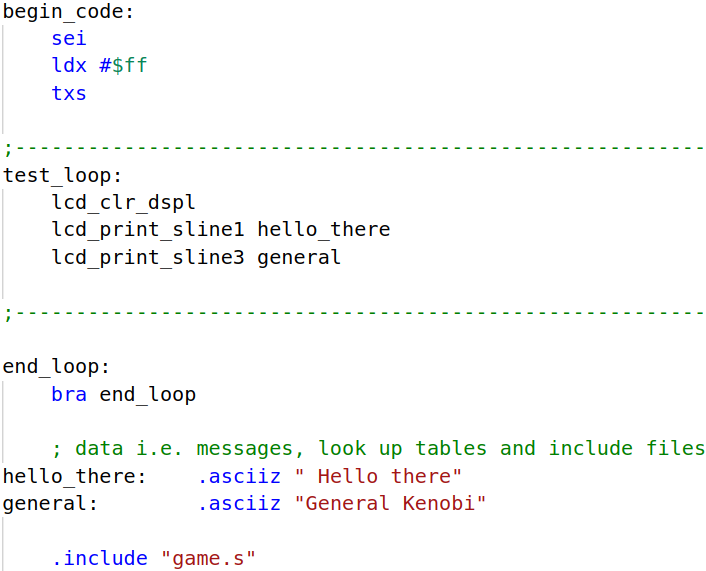 begin_code:
    sei
    ldx #$ff
    txs
;---------------------------------------------------------
test_loop:
    lcd_clr_dspl
    lcd_print_sline1 hello_there
    lcd_print_sline3 general
;---------------------------------------------------------
end_loop:
    bra end_loop
    ; data i.e. messages, look up tables and include files
hello_there:    .asciiz " Hello there"
general:        .asciiz "General Kenobi"
    .include "game.s"